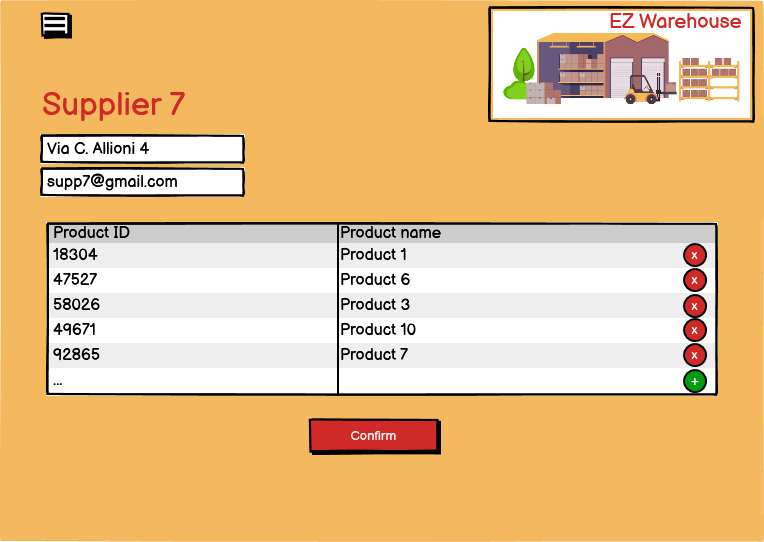 EZ Warehouse
Supplier 7
Via C. Allioni 4
supp7@gmail.com
Product ID Product name
18304 Product 1 x
47527 Product 6 x
58026 Product 3 x
49671 Product 10 x
92865 Product 7 x
... +
Confirm